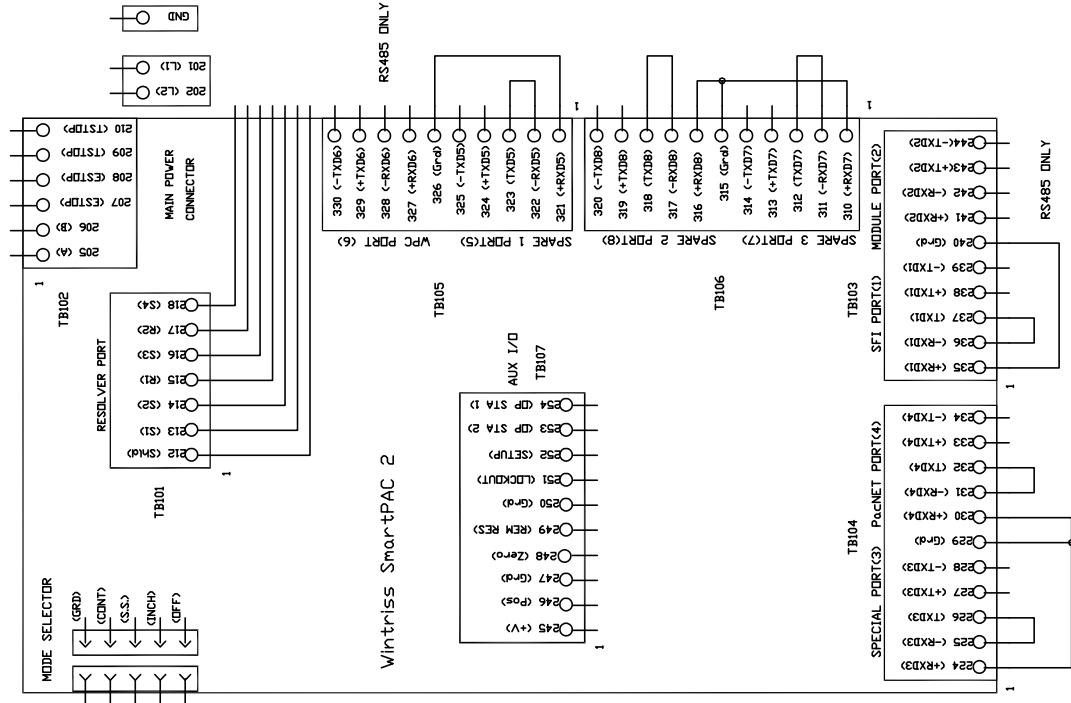 GND
201 (L1)
202 (L2)
RS485 ONLY
210 (TSTOP)
209 (TSTOP)
208 (ESTOP)
207 (ESTOP)
206 (B)
205 (A)
MAIN POWER
CONNECTOR
1
TB102
330 (-TXD6)
329 (+TXD6)
328 (-RXD6)
327 (+RXD6)
326 (Grd)
325 (-TXD5)
324 (+TXD5)
323 (TXD5)
322 (-RXD5)
321 (+RXD5)
1
WPC PORT (6)
SPARE 1 PORT(5)
TB105
320 (-TXD8)
319 (+TXD8)
318 (TXD8)
317 (-RXD8)
316 (+RXD8)
315 (Grd)
314 (-TXD7)
313 (+TXD7)
312 (TXD7)
311 (-RXD7)
310 (+RXD7)
1
SPARE 2 PORT(8)
SPARE 3 PORT(7)
TB106
244(-TXD2)
243(+TXD2)
242 (-RXD2)
241 (+RXD2)
240 (Grd)
239 (-TXD1)
238 (+TXD1)
237 (TXD1)
236 (-RXD1)
235 (+RXD1)
1
MODULE PORT(2)
SFI PORT(1)
TB103
RS485 ONLY
RESOLVER PORT
218 (S4)
217 (R2)
216 (S3)
215 (R1)
214 (S2)
213 (S1)
212 (Shld)
1
TB101
AUX I/O
TB107
254 (OP STA 1)
253 (OP STA 2)
252 (SETUP)
251 (LOCKOUT)
250 (Grd)
249 (REM RES)
248 (Zero)
247 (Grd)
246 (Pos)
245 (+V)
1
Wintriss SmartPAC 2
234 (-TXD4)
233 (+TXD4)
232 (TXD4)
231 (-RXD4)
230 (+RXD4)
229 (Grd)
228 (-TXD3)
227 (+TXD3)
226 (TXD3)
225 (-RXD3)
224 (+RXD3)
1
PacNET PORT(4)
SPECIAL PORT(3)
TB104
MODE SELECTOR
(GRD)
(CONT)
(S.S.)
(INCH)
(OFF)